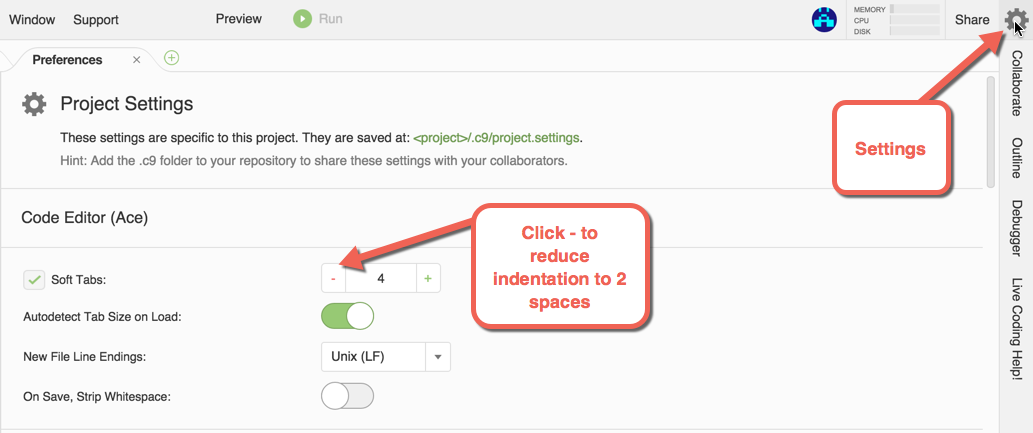 Window Support Preview Run MEMORY CPU DISK Share
Preferences
Project Settings
These settings are specific to this project. They are saved at: <project>/.c9/project.settings.
Hint: Add the .c9 folder to your repository to share these settings with your collaborators.
Code Editor (Ace)
Soft Tabs: - 4 +
Autodetect Tab Size on Load:
New File Line Endings: Unix (LF)
On Save, Strip Whitespace:
Settings
Click - to
reduce
indentation to 2
spaces
Collaborate
Outline
Debugger
Live Coding Help!